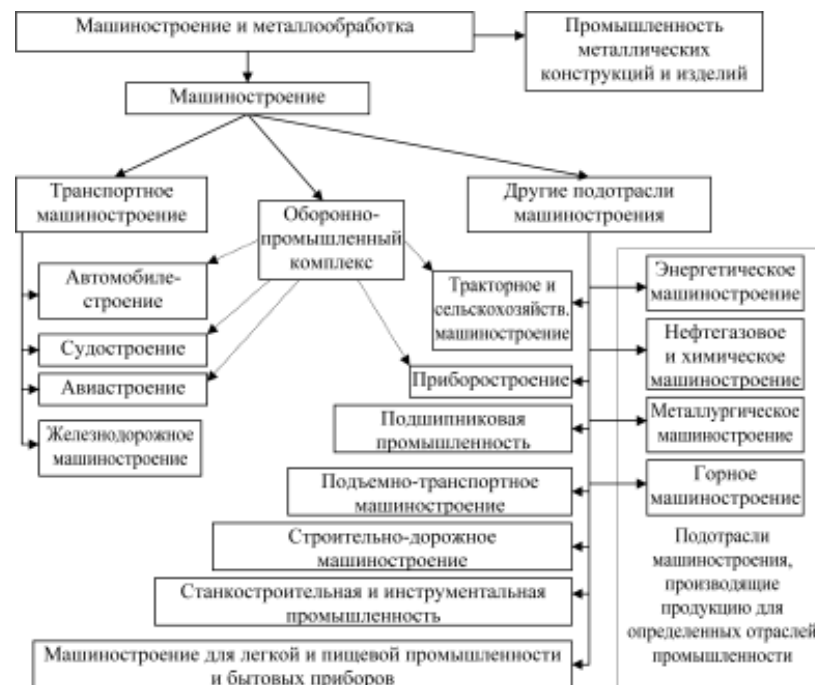 Машиностроение и металлообработка
Промышленность
металлических
конструкций и изделий
Машиностроение
Транспортное
машиностроение
Оборонно-
промышленный
комплекс
Другие подотрасли
машиностроения
Автомобиле-
строение
Судостроение
Авиастроение
Железнодорожное
машиностроение
Тракторное и
сельскохозяйств.
машиностроение
Приборостроение
Подшипниковая
промышленность
Подъемно-транспортное
машиностроение
Строительно-дорожное
машиностроение
Станкостроительная и инструментальная
промышленность
Машиностроение для легкой и пищевой промышленности
и бытовых приборов
Энергетическое
машиностроение
Нефтегазовое
и химическое
машиностроение
Металлургическое
машиностроение
Горное
машиностроение
Подотрасли
машиностроения,
производящие
продукцию для
определенных отраслей
промышленности